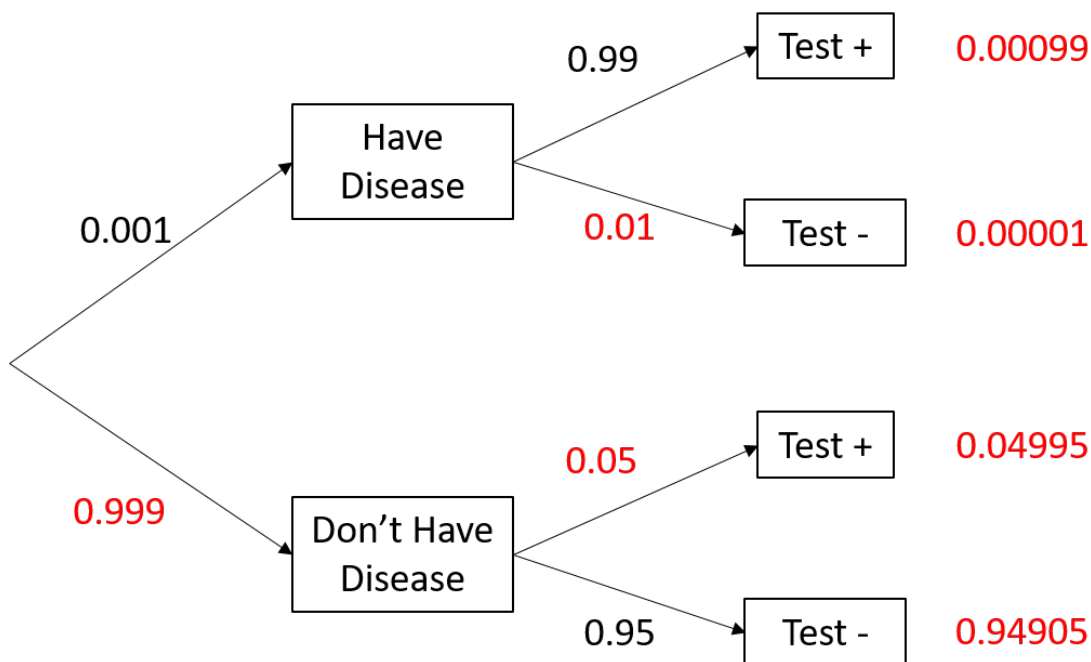 0.99
Test +
0.00099
Have
Disease
0.001
0.01
Test -
0.00001
0.999
Don’t Have
Disease
0.05
Test +
0.04995
0.95
Test -
0.94905